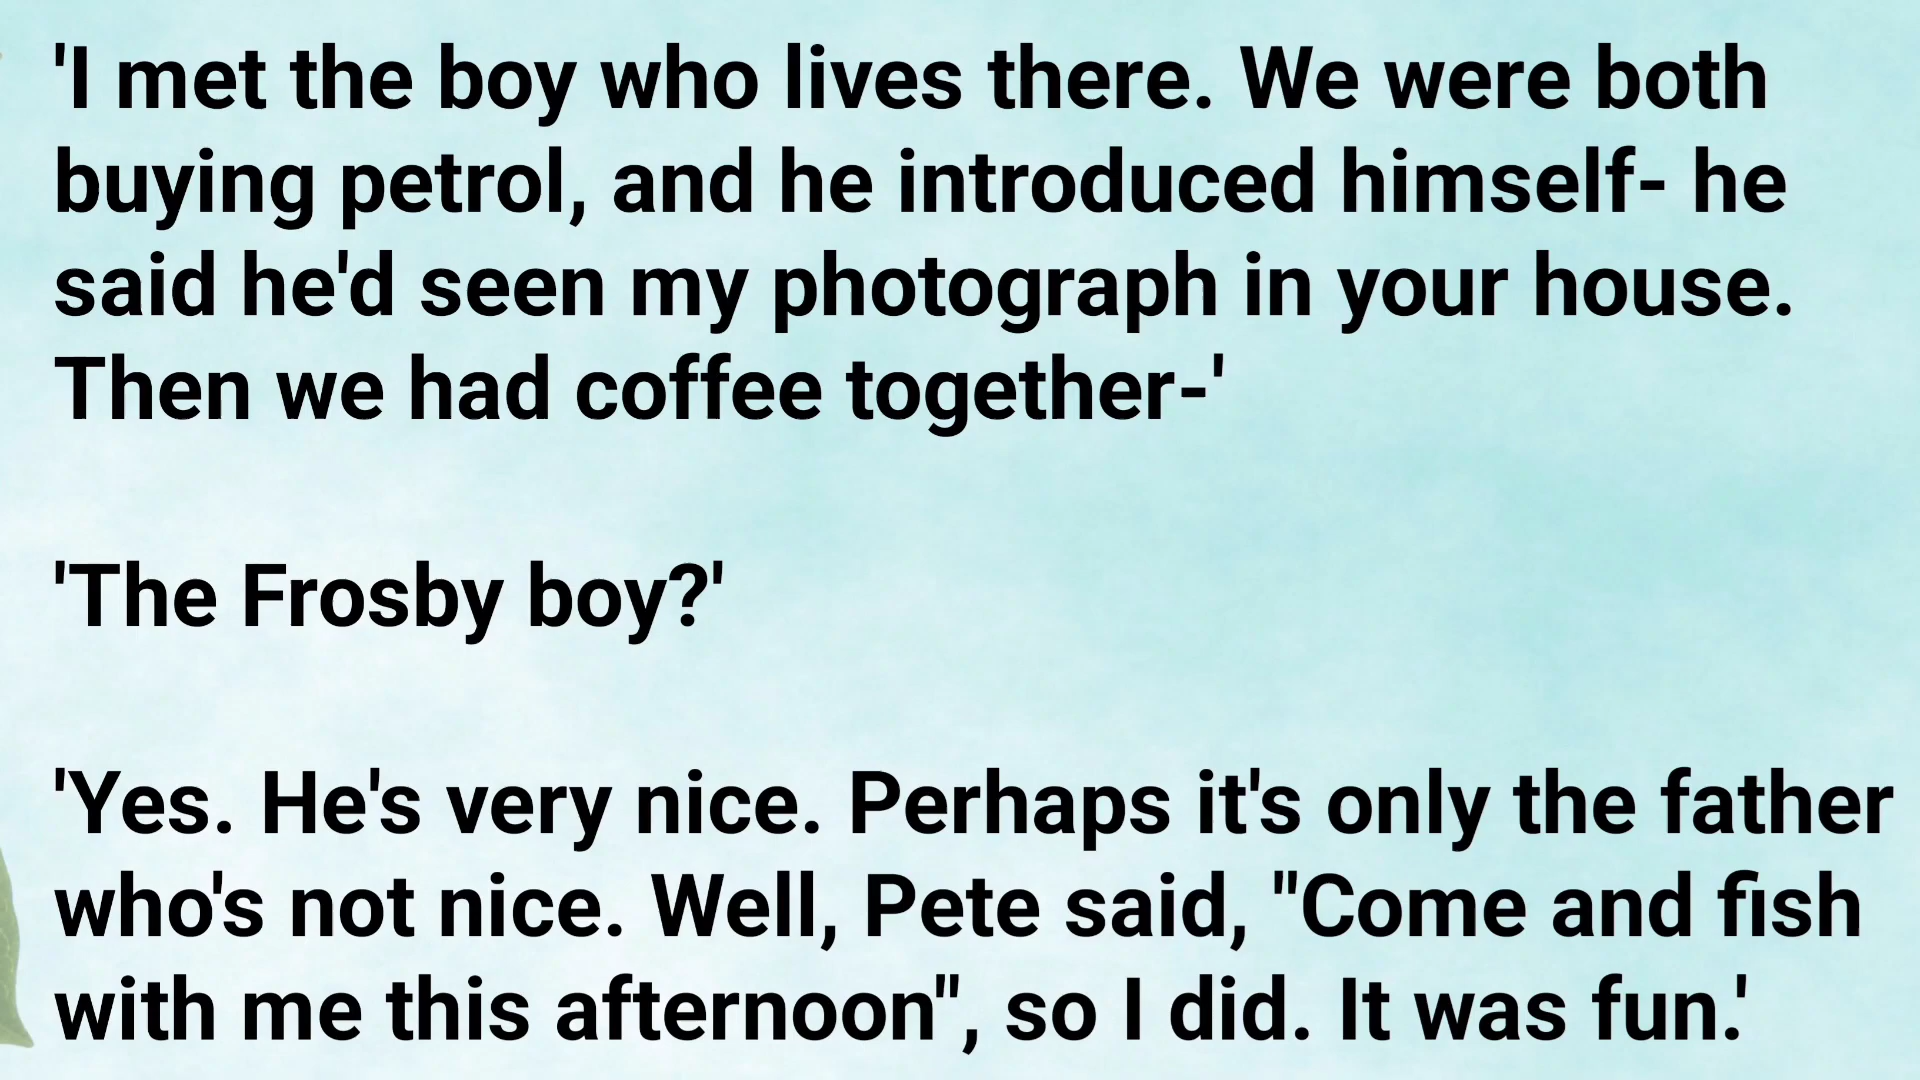 'I met the boy who lives there. We were both
buying petrol, and he introduced himself- he
said he'd seen my photograph in your house.
Then we had coffee together-'
'The Frosby boy?'
'Yes. He's very nice. Perhaps it's only the father
who's not nice. Well, Pete said, "Come and fish
with me this afternoon", so I did. It was fun.'